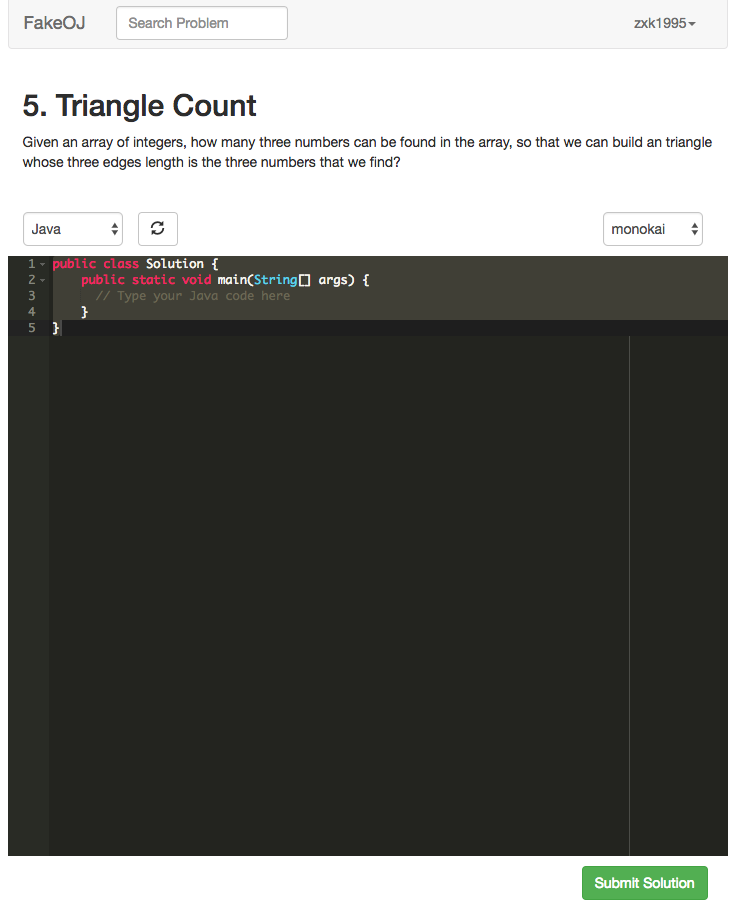 FakeOJ Search Problem zxk1995
5. Triangle Count
Given an array of integers, how many three numbers can be found in the array, so that we can build an triangle
whose three edges length is the three numbers that we find?
Java monokai
1 public class Solution {
2 public static void main(String[] args) {
3 // Type your Java code here
4 }
5 }
Submit Solution